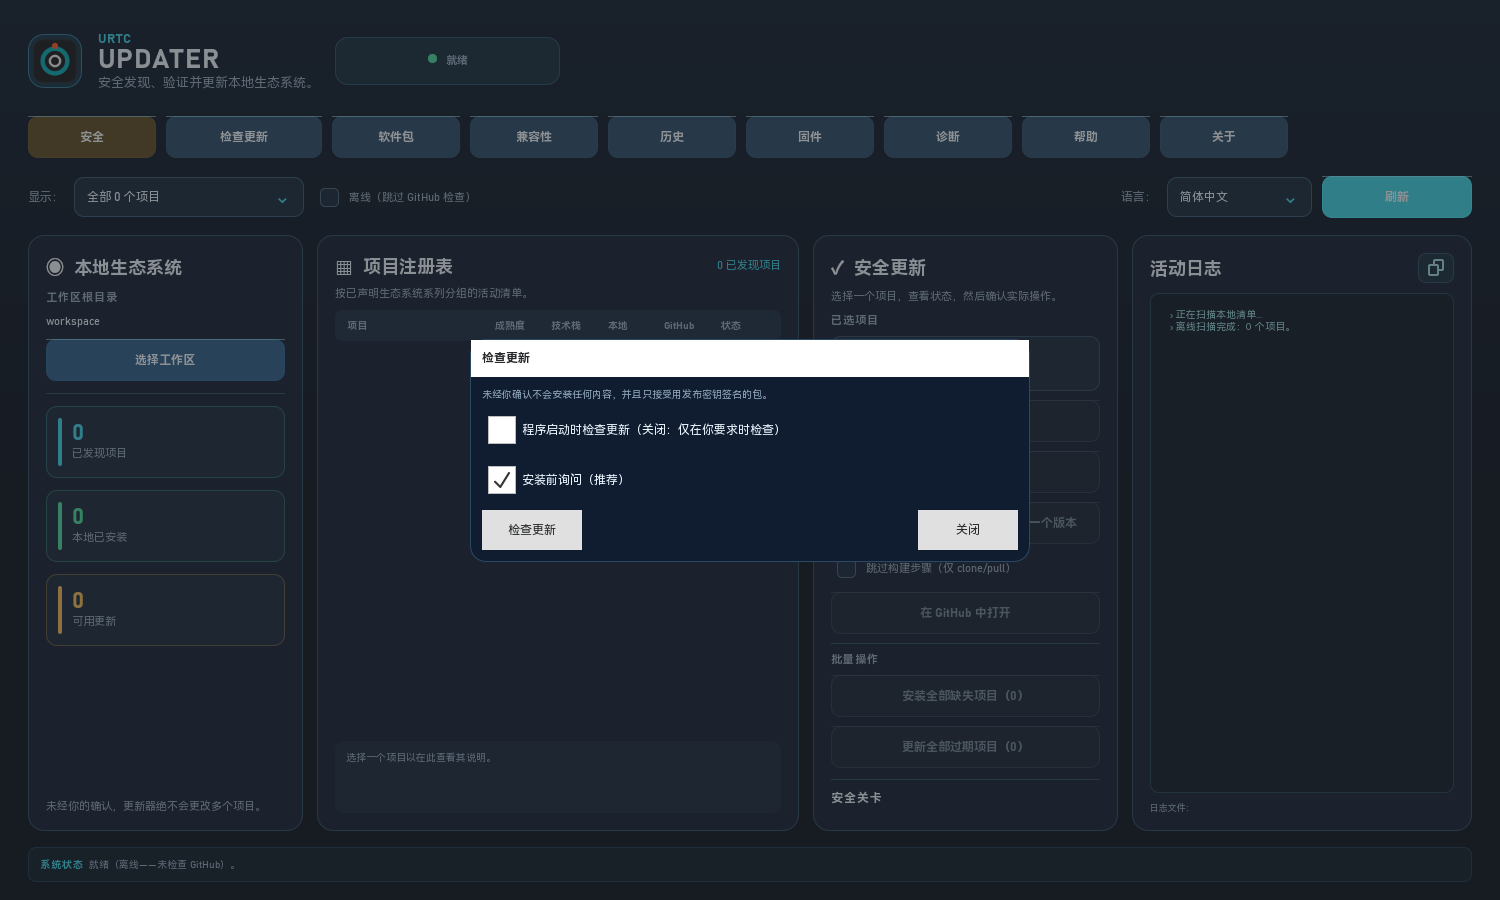 URTC
UPDATER
安全发现、验证并更新本地生态系统。
就绪
安全
检查更新
软件包
兼容性
历史
固件
诊断
帮助
关于
显示:
全部 0 个项目
离线（跳过 GitHub 检查）
语言:
简体中文
刷新
本地生态系统
工作区根目录
workspace
选择工作区
0
已发现项目
0
本地已安装
0
可用更新
未经你的确认，更新器绝不会更改多个项目。
项目注册表
0 已发现项目
按已声明生态系统系列分组的活动清单。
项目 成熟度 技术栈 本地 GitHub 状态
选择一个项目以在此查看其说明。
安全更新
选择一个项目，查看状态，然后确认实际操作。
已选项目
一个版本
跳过构建步骤（仅 clone/pull）
在 GitHub 中打开
批量操作
安装全部缺失项目（0）
更新全部过期项目（0）
安全关卡
活动日志
› 正在扫描本地清单…
› 离线扫描完成：0 个项目。
日志文件:
检查更新
未经你确认不会安装任何内容，并且只接受用发布密钥签名的包。
程序启动时检查更新（关闭：仅在你要求时检查）
安装前询问（推荐）
检查更新
关闭
系统状态 就绪（离线——未检查 GitHub）。